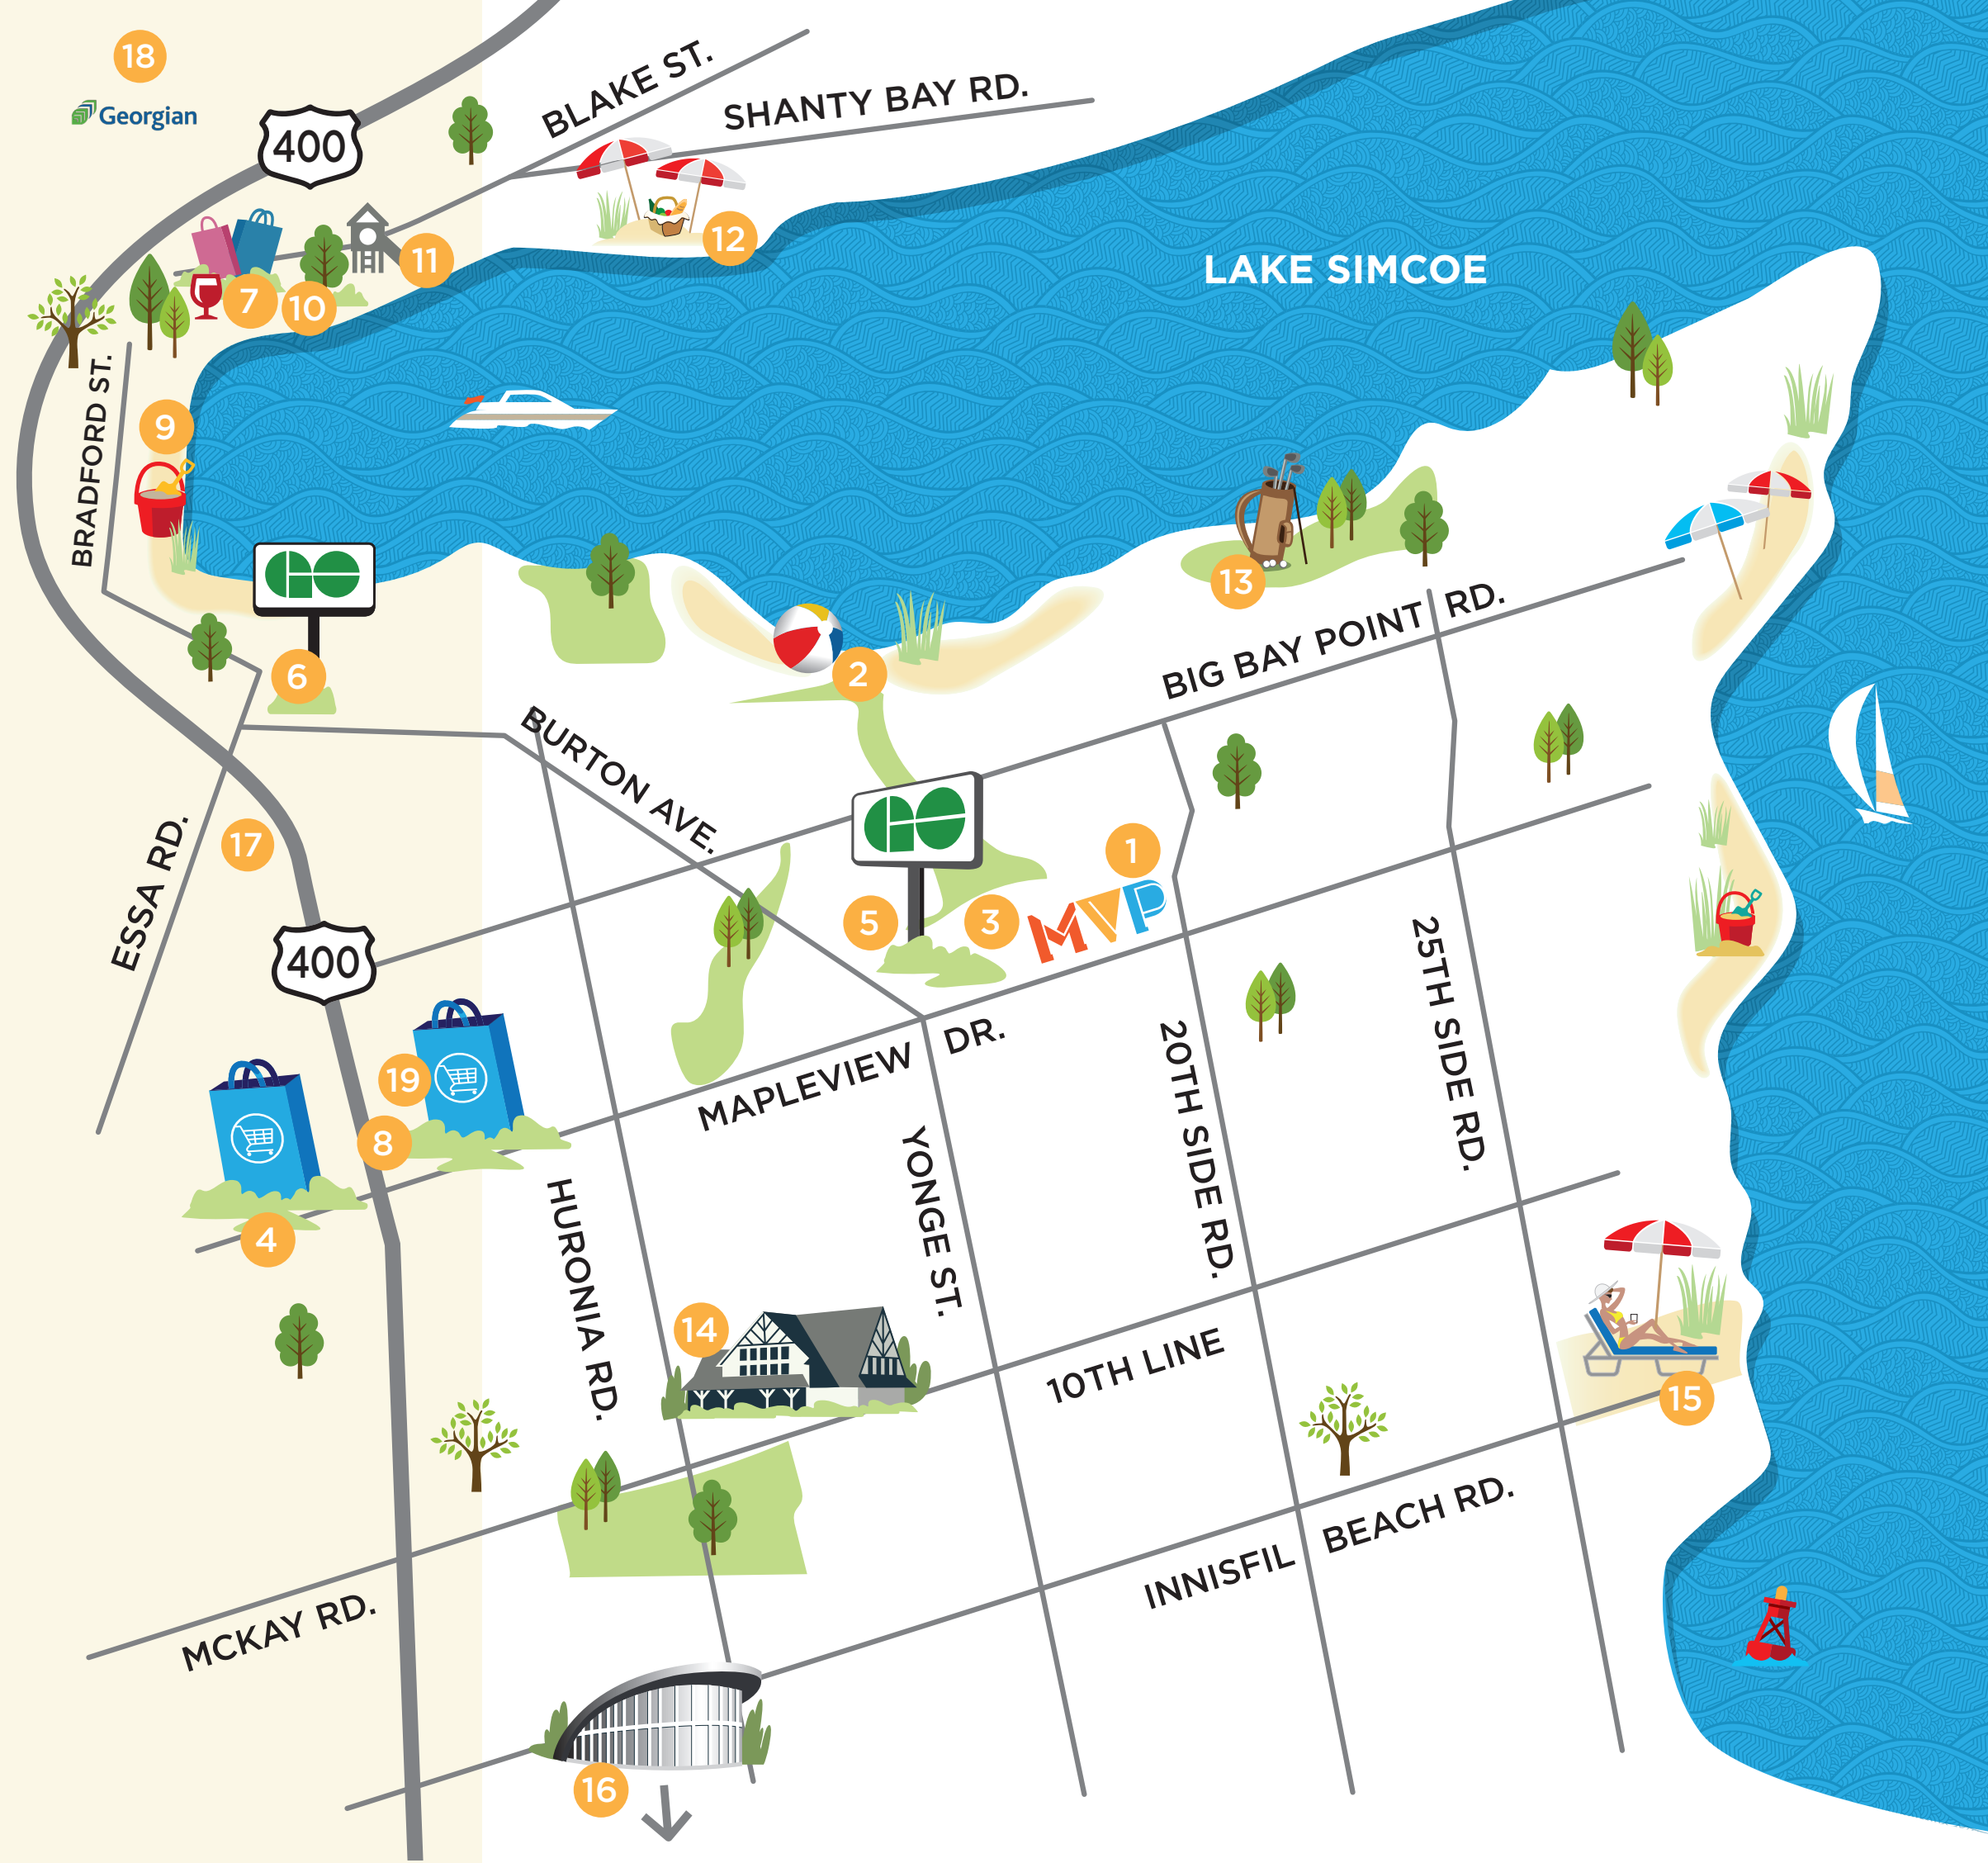 18
Georgian
400
BLAKE ST.
SHANTY BAY RD.
12
11
7
10
LAKE SIMCOE
BRADFORD ST.
9
GO
6
13
2
BIG BAY POINT RD.
BURTON AVE.
GO
17
ESSA RD.
1
5
3
MVP
400
25TH SIDE RD.
20TH SIDE RD.
MAPLEVIEW DR.
19
8
4
YONGE ST.
HURONIA RD.
14
10TH LINE
15
INNISFIL BEACH RD.
MCKAY RD.
16